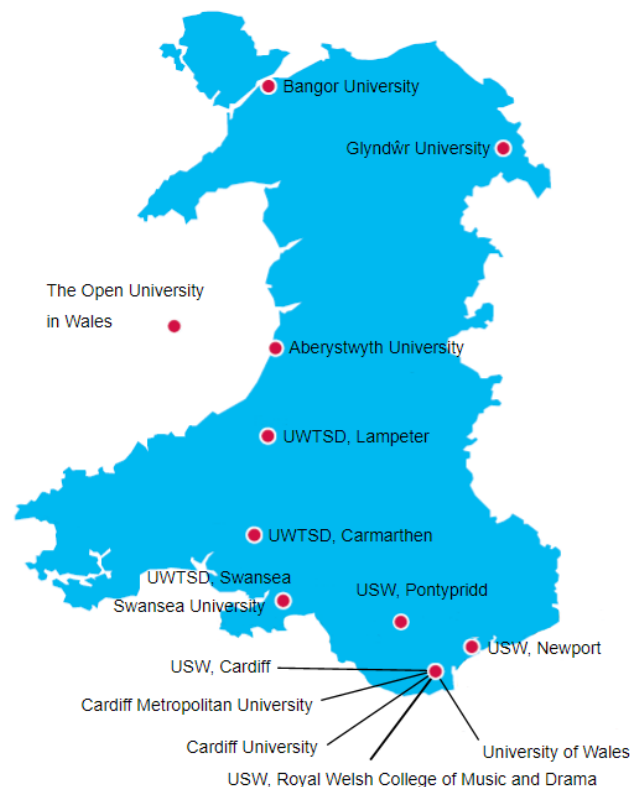 Bangor University
Glyndŵr University
The Open University
in Wales
Aberystwyth University
UWTSD, Lampeter
UWTSD, Carmarthen
UWTSD, Swansea
Swansea University
USW, Pontypridd
USW, Newport
USW, Cardiff
Cardiff Metropolitan University
Cardiff University
University of Wales
USW, Royal Welsh College of Music and Drama